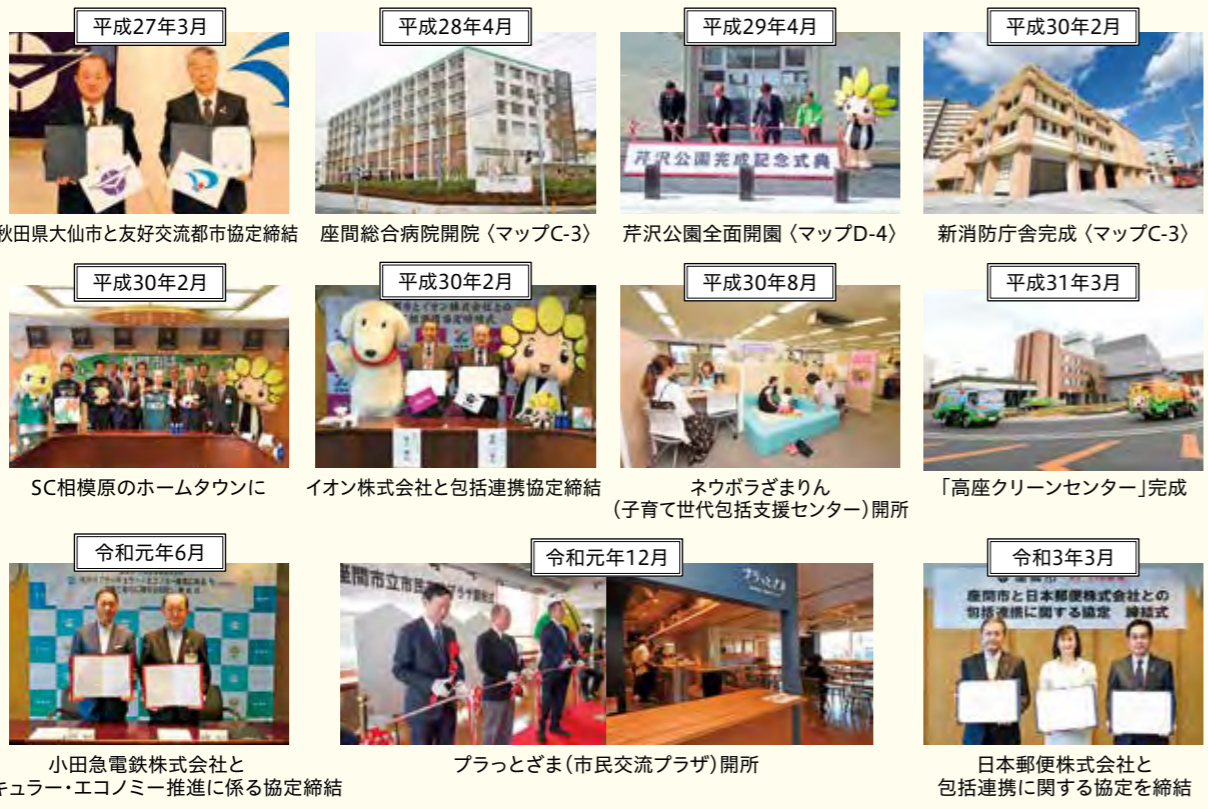 平成27年3月
秋田県大仙市と友好交流都市協定締結
平成28年4月
座間総合病院開院〈マップC-3〉
平成29年4月
芹沢公園完成記念式典
芹沢公園全面開園〈マップD-4〉
平成30年2月
新消防庁舎完成〈マップC-3〉
平成30年2月
SC相模原のホームタウンに
平成30年2月
イオン株式会社と包括連携協定締結
平成30年8月
ネウボラざまりん
(子育て世代包括支援センター)開所
平成31年3月
「高座クリーンセンター」完成
令和元年6月
小田急電鉄株式会社と
キュラー・エコノミー推進に係る協定締結
令和元年12月
プラっとざま
プラっとざま(市民交流プラザ)開所
令和3年3月
座間市と日本郵便株式会社との
包括連携に関する協定 締結式
日本郵便株式会社と
包括連携に関する協定を締結